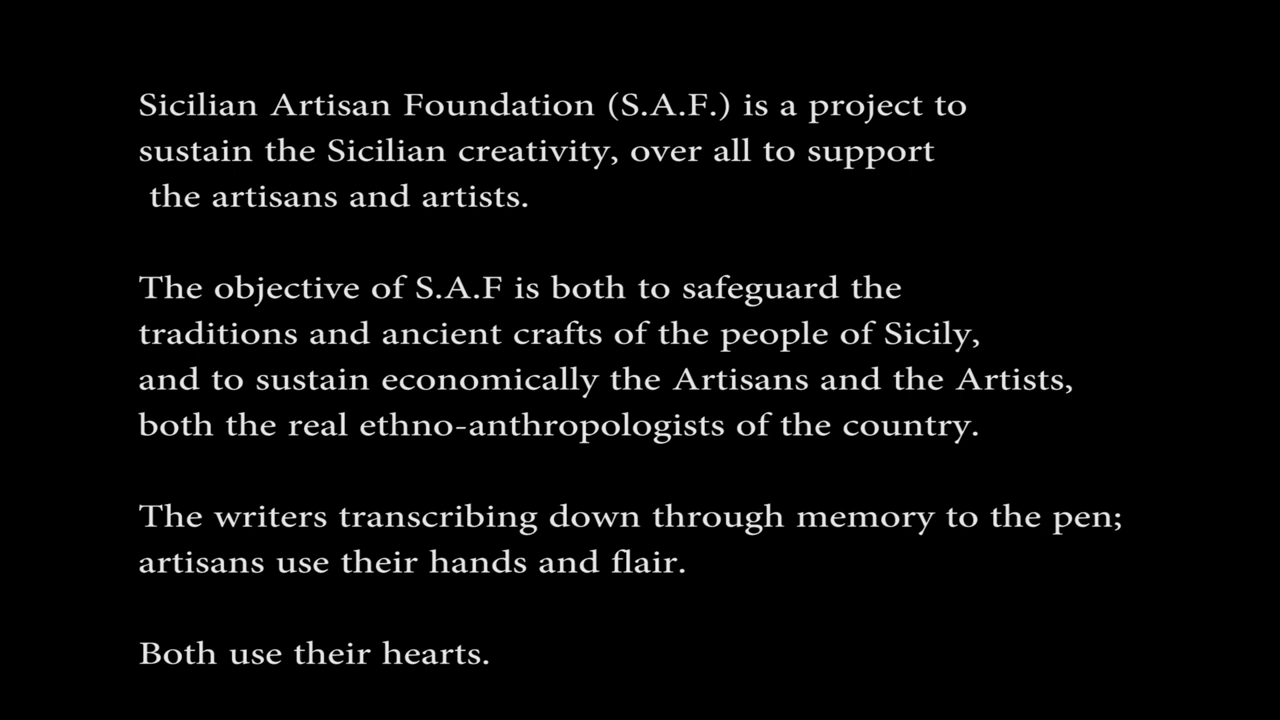 Sicilian Artisan Foundation (S.A.F.) is a project to
sustain the Sicilian creativity, over all to support
the artisans and artists.
The objective of S.A.F is both to safeguard the
traditions and ancient crafts of the people of Sicily,
and to sustain economically the Artisans and the Artists,
both the real ethno-anthropologists of the country.
The writers transcribing down through memory to the pen;
artisans use their hands and flair.
Both use their hearts.